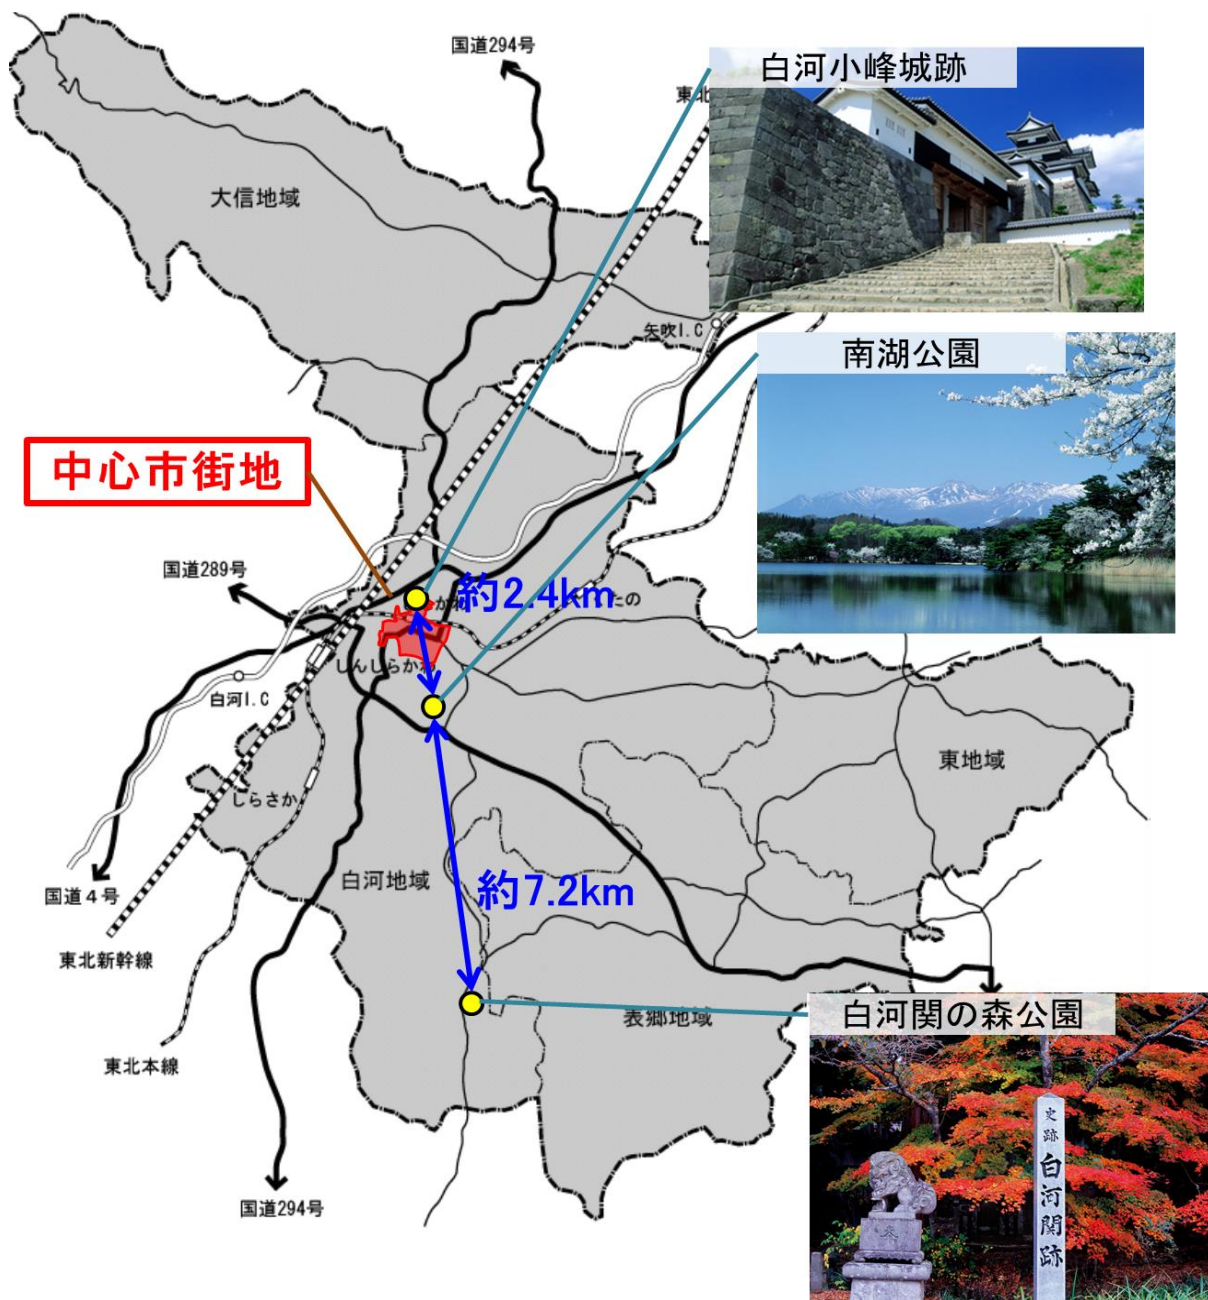 国道294号
白河小峰城跡
東北
大信地域
矢吹I.C
南湖公園
中心市街地
国道289号
約2.4km
かわ
たの
しんしらかわ
白河I.C
東地域
しらさか
国道4号
白河地域
約7.2km
東北新幹線
白河関の森公園
表郷地域
東北本線
国道294号
史跡
白河関跡